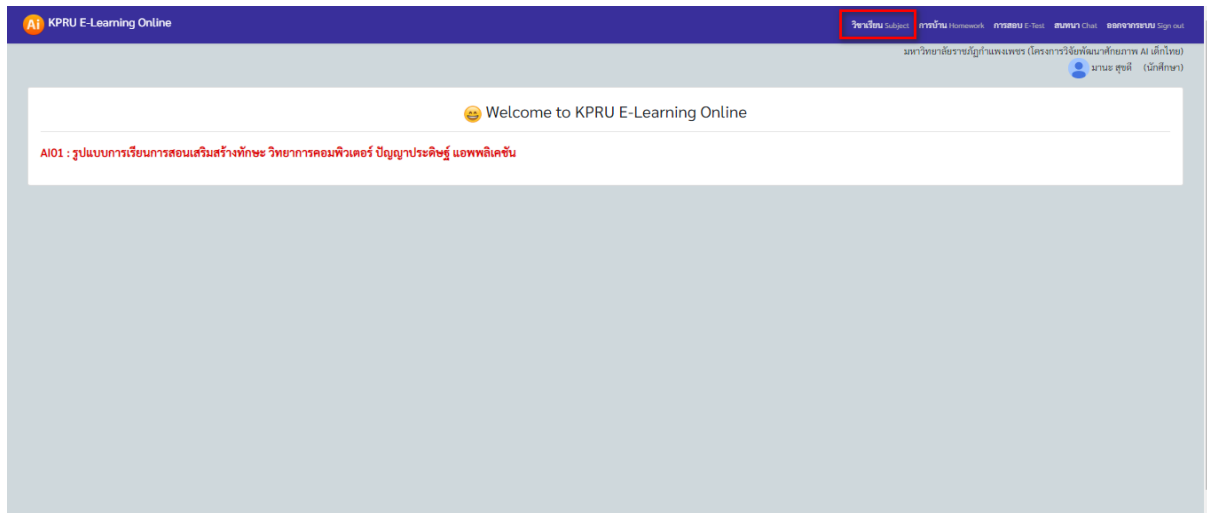 Ai KPRU E-Learning Online
วิชาเรียน Subject การบ้าน Homework การสอบ E-Test สนทนา Chat ออกจากระบบ Sign out
มหาวิทยาลัยราชภัฏกำแพงเพชร (โครงการวิจัยพัฒนาศักยภาพ AI เด็กไทย)
มานะ สุขดี (นักศึกษา)
Welcome to KPRU E-Learning Online
AI01 : รูปแบบการเรียนการสอนเสริมสร้างทักษะ วิทยาการคอมพิวเตอร์ ปัญญาประดิษฐ์ แอพพลิเคชัน